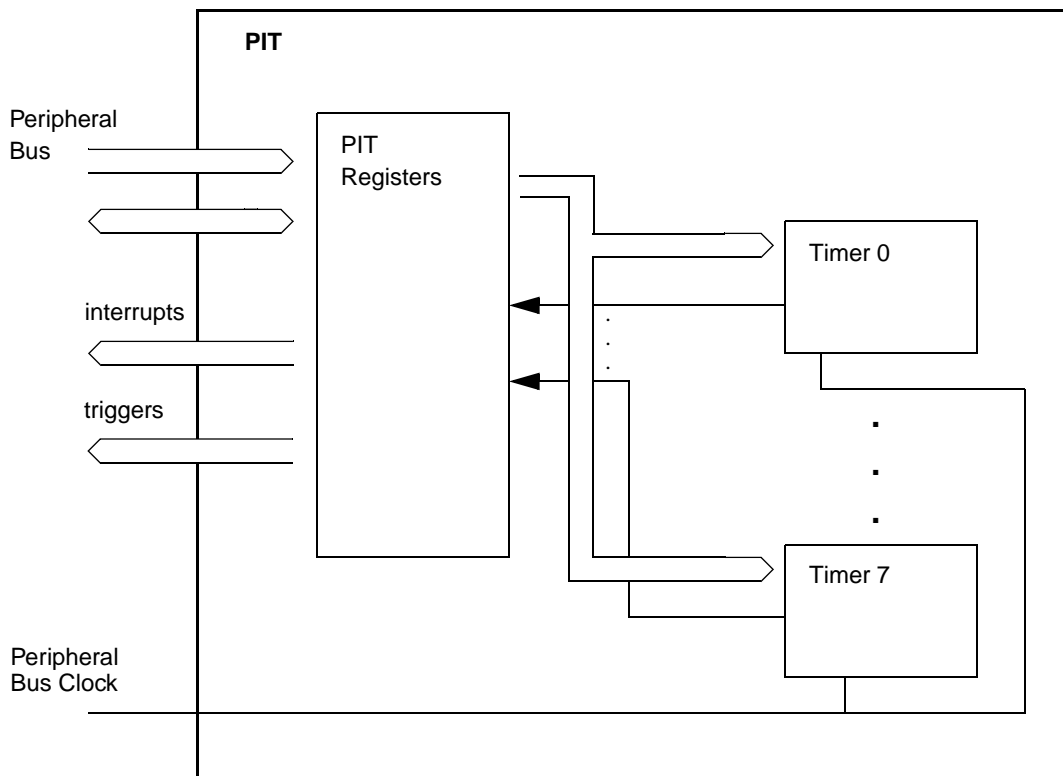 PIT
Peripheral
Bus
PIT
Registers
Timer 0
interrupts
triggers
Timer 7
Peripheral
Bus Clock